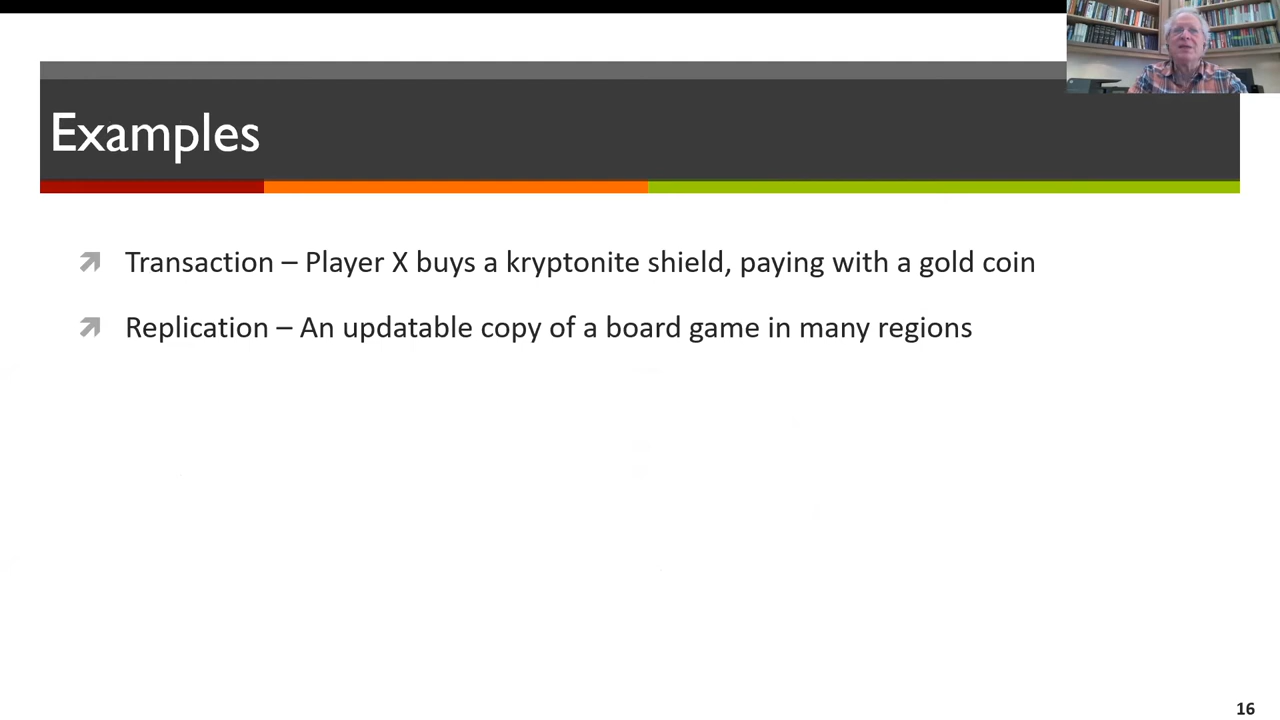 Examples
Transaction – Player X buys a kryptonite shield, paying with a gold coin
Replication – An updatable copy of a board game in many regions
16